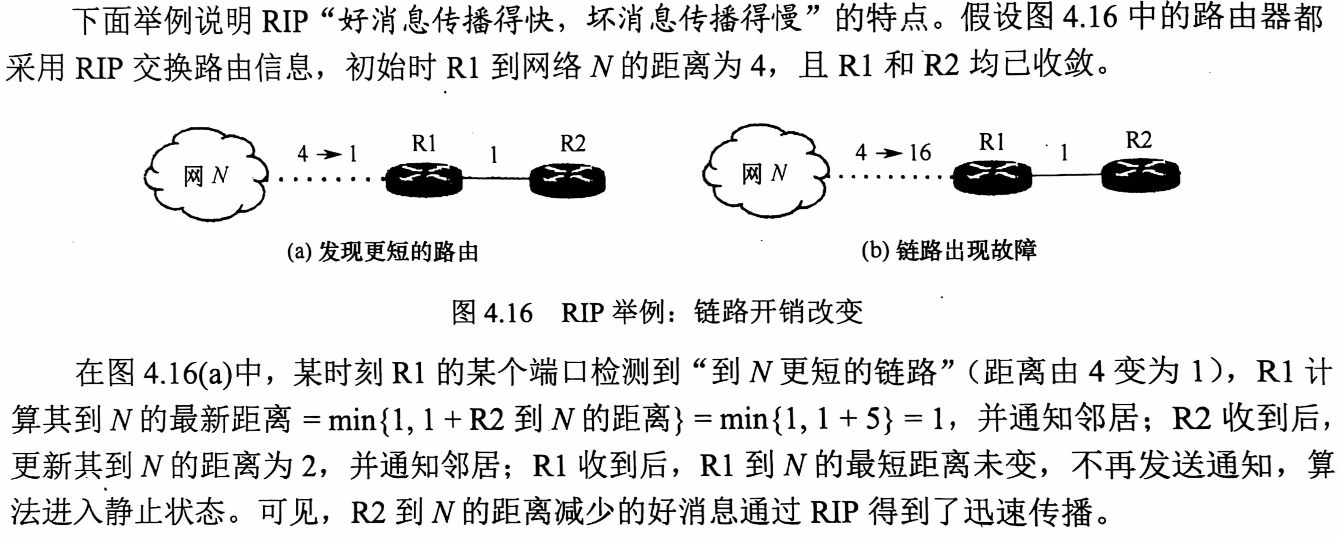 下面举例说明 RIP“好消息传播得快，坏消息传播得慢”的特点。假设图 4.16 中的路由器都
采用 RIP 交换路由信息，初始时 R1 到网络 N 的距离为 4，且 R1 和 R2 均已收敛。
网 N 4→1 R1 1 R2
网 N 4→16 R1 1 R2
(a) 发现更短的路由
(b) 链路出现故障
图 4.16 RIP 举例：链路开销改变
在图 4.16(a)中，某时刻 R1 的某个端口检测到“到 N 更短的链路”（距离由 4 变为 1），R1 计
算其到 N 的最新距离 = min{1, 1 + R2 到 N 的距离} = min{1, 1 + 5} = 1，并通知邻居；R2 收到后，
更新其到 N 的距离为 2，并通知邻居；R1 收到后，R1 到 N 的最短距离未变，不再发送通知，算
法进入静止状态。可见，R2 到 N 的距离减少的好消息通过 RIP 得到了迅速传播。